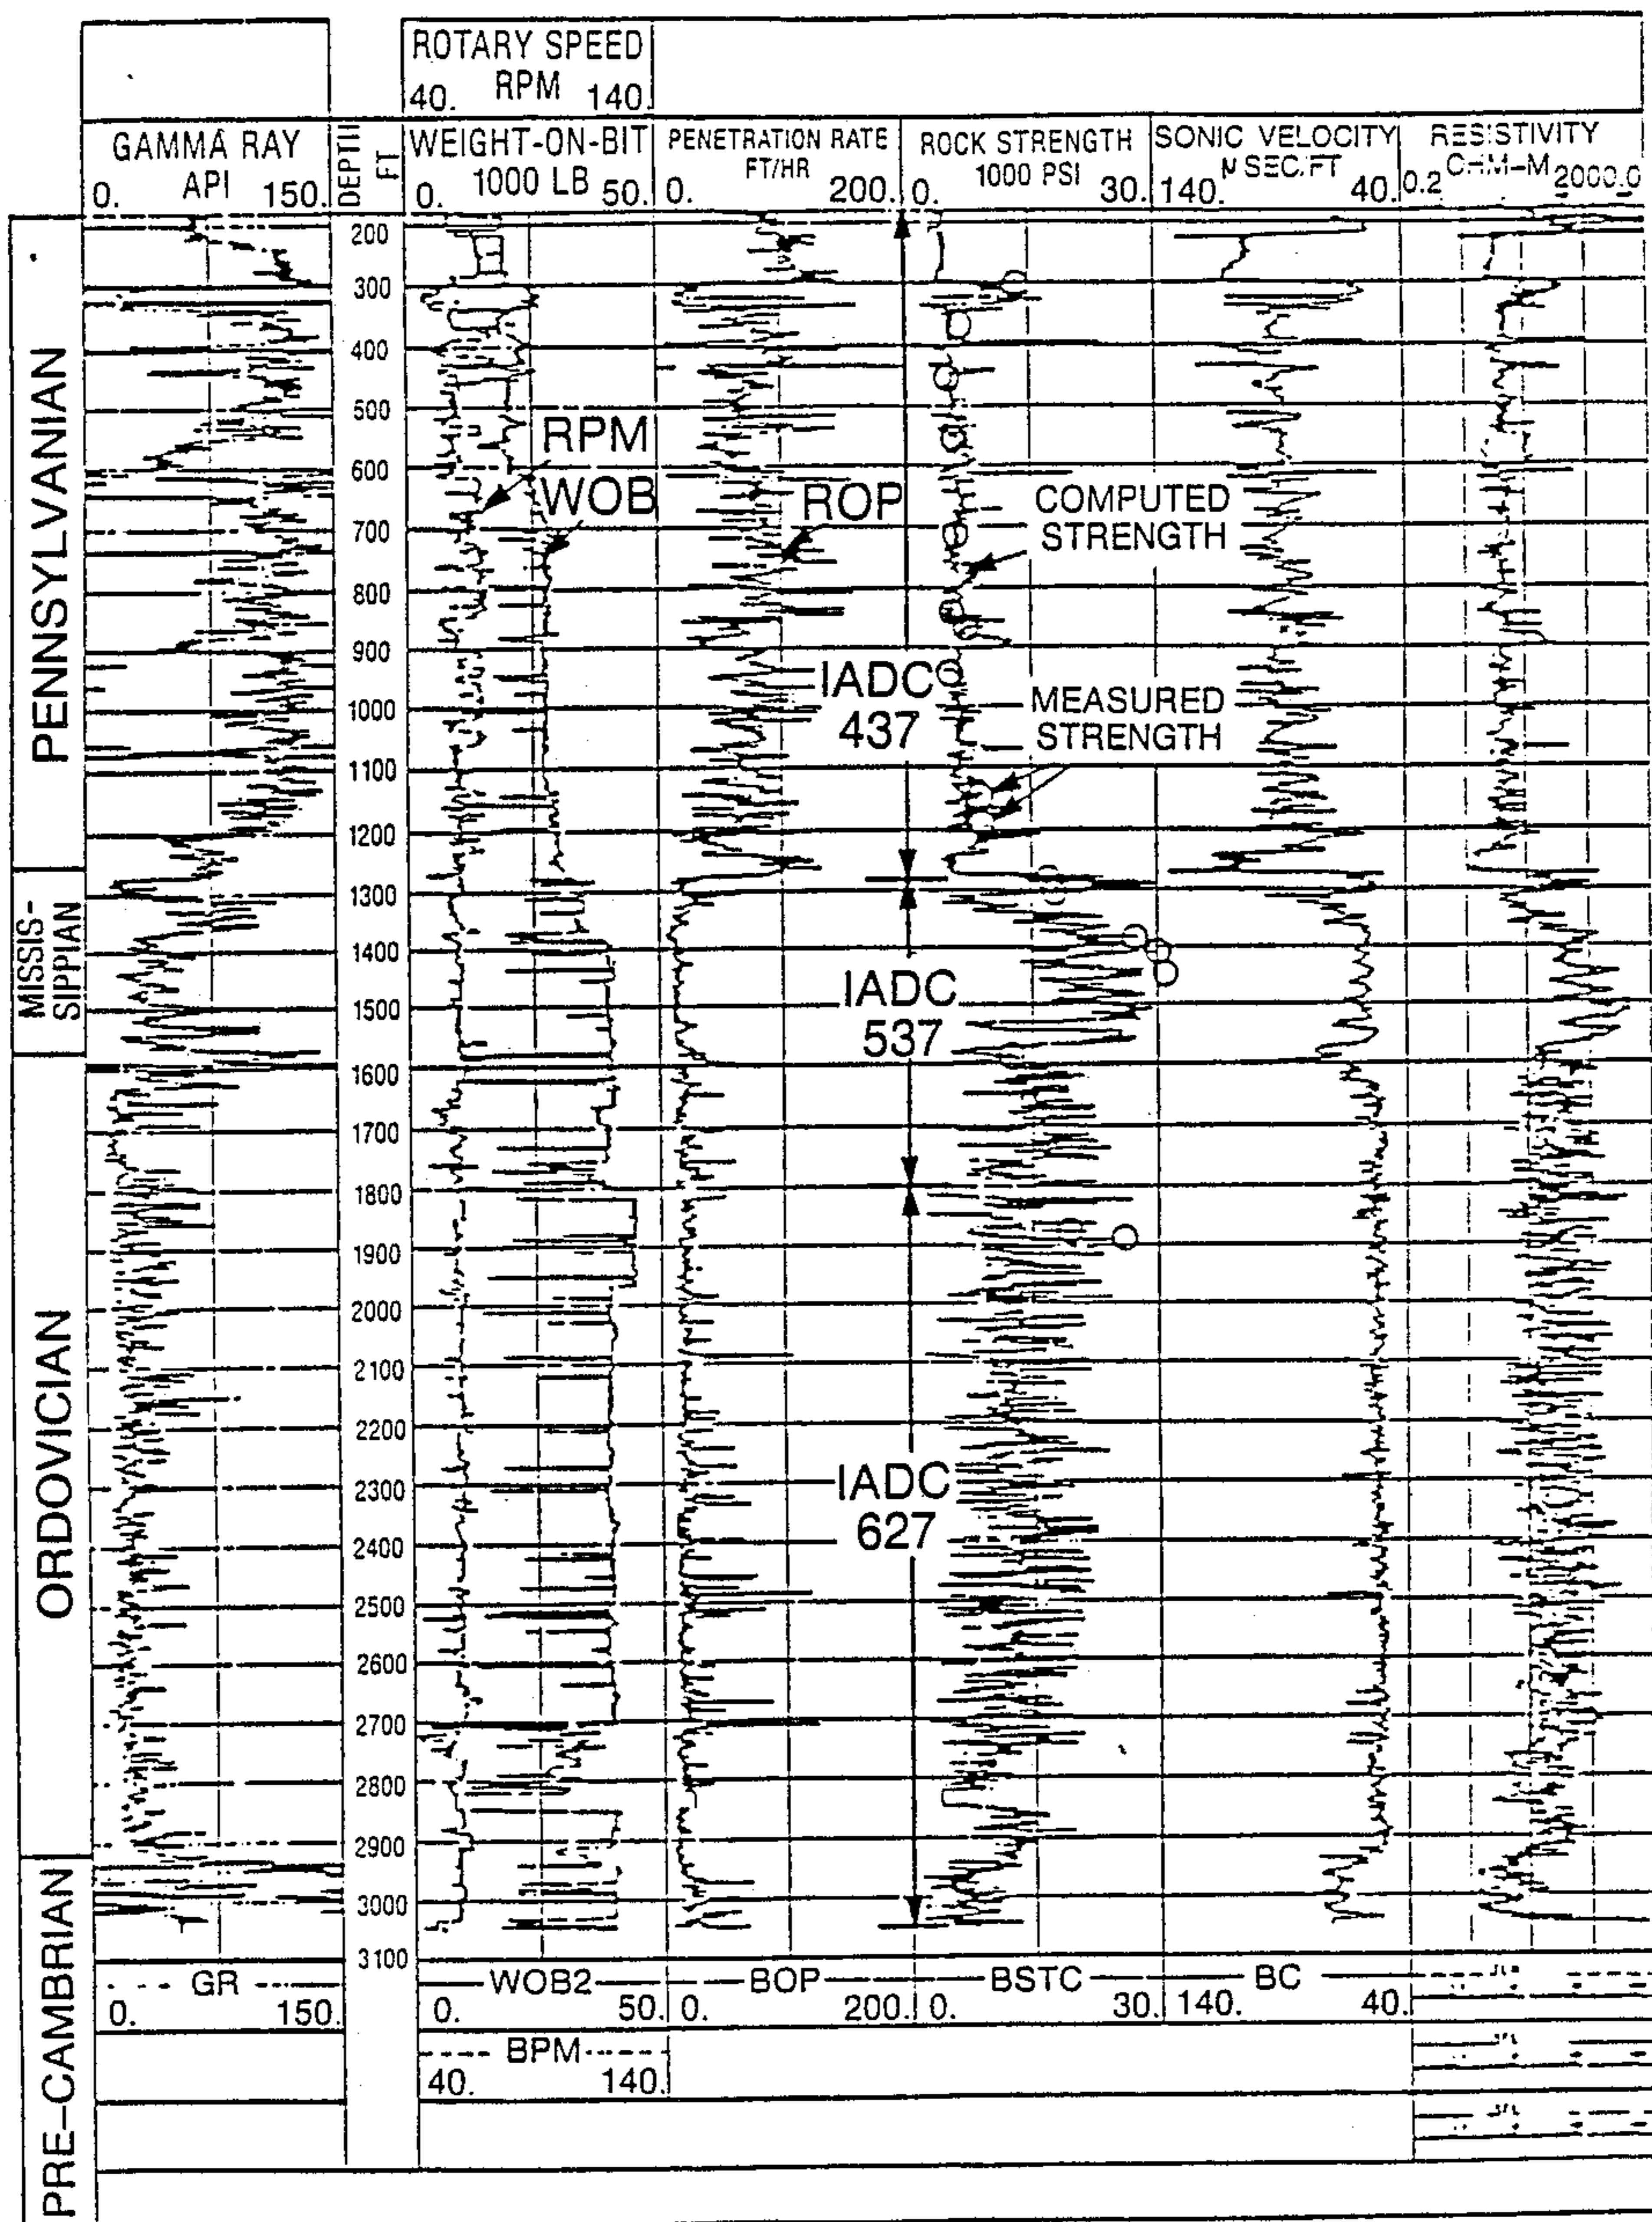 ROTARY SPEED
RPM
40. 140.
GAMMA RAY
API
0. 150.
DEPTH
FT
WEIGHT-ON-BIT
1000 LB
0. 50.
PENETRATION RATE
FT/HR
0. 200.
ROCK STRENGTH
1000 PSI
0. 30.
SONIC VELOCITY
μ SEC/FT
140. 40.
RESISTIVITY
OHM-M
0.2 2000.0
PENNSYLVANIAN
MISSIS-
SIPPIAN
ORDOVICIAN
PRE-CAMBRIAN
200
300
400
500
600
700
800
900
1000
1100
1200
1300
1400
1500
1600
1700
1800
1900
2000
2100
2200
2300
2400
2500
2600
2700
2800
2900
3000
3100
RPM
WOB
ROP
COMPUTED
STRENGTH
IADC
437
MEASURED
STRENGTH
IADC
537
IADC
627
GR
0. 150.
WOB2
0. 50.
BOP
0. 200.
BSTC
0. 30.
BC
140. 40.
BPM
40. 140.